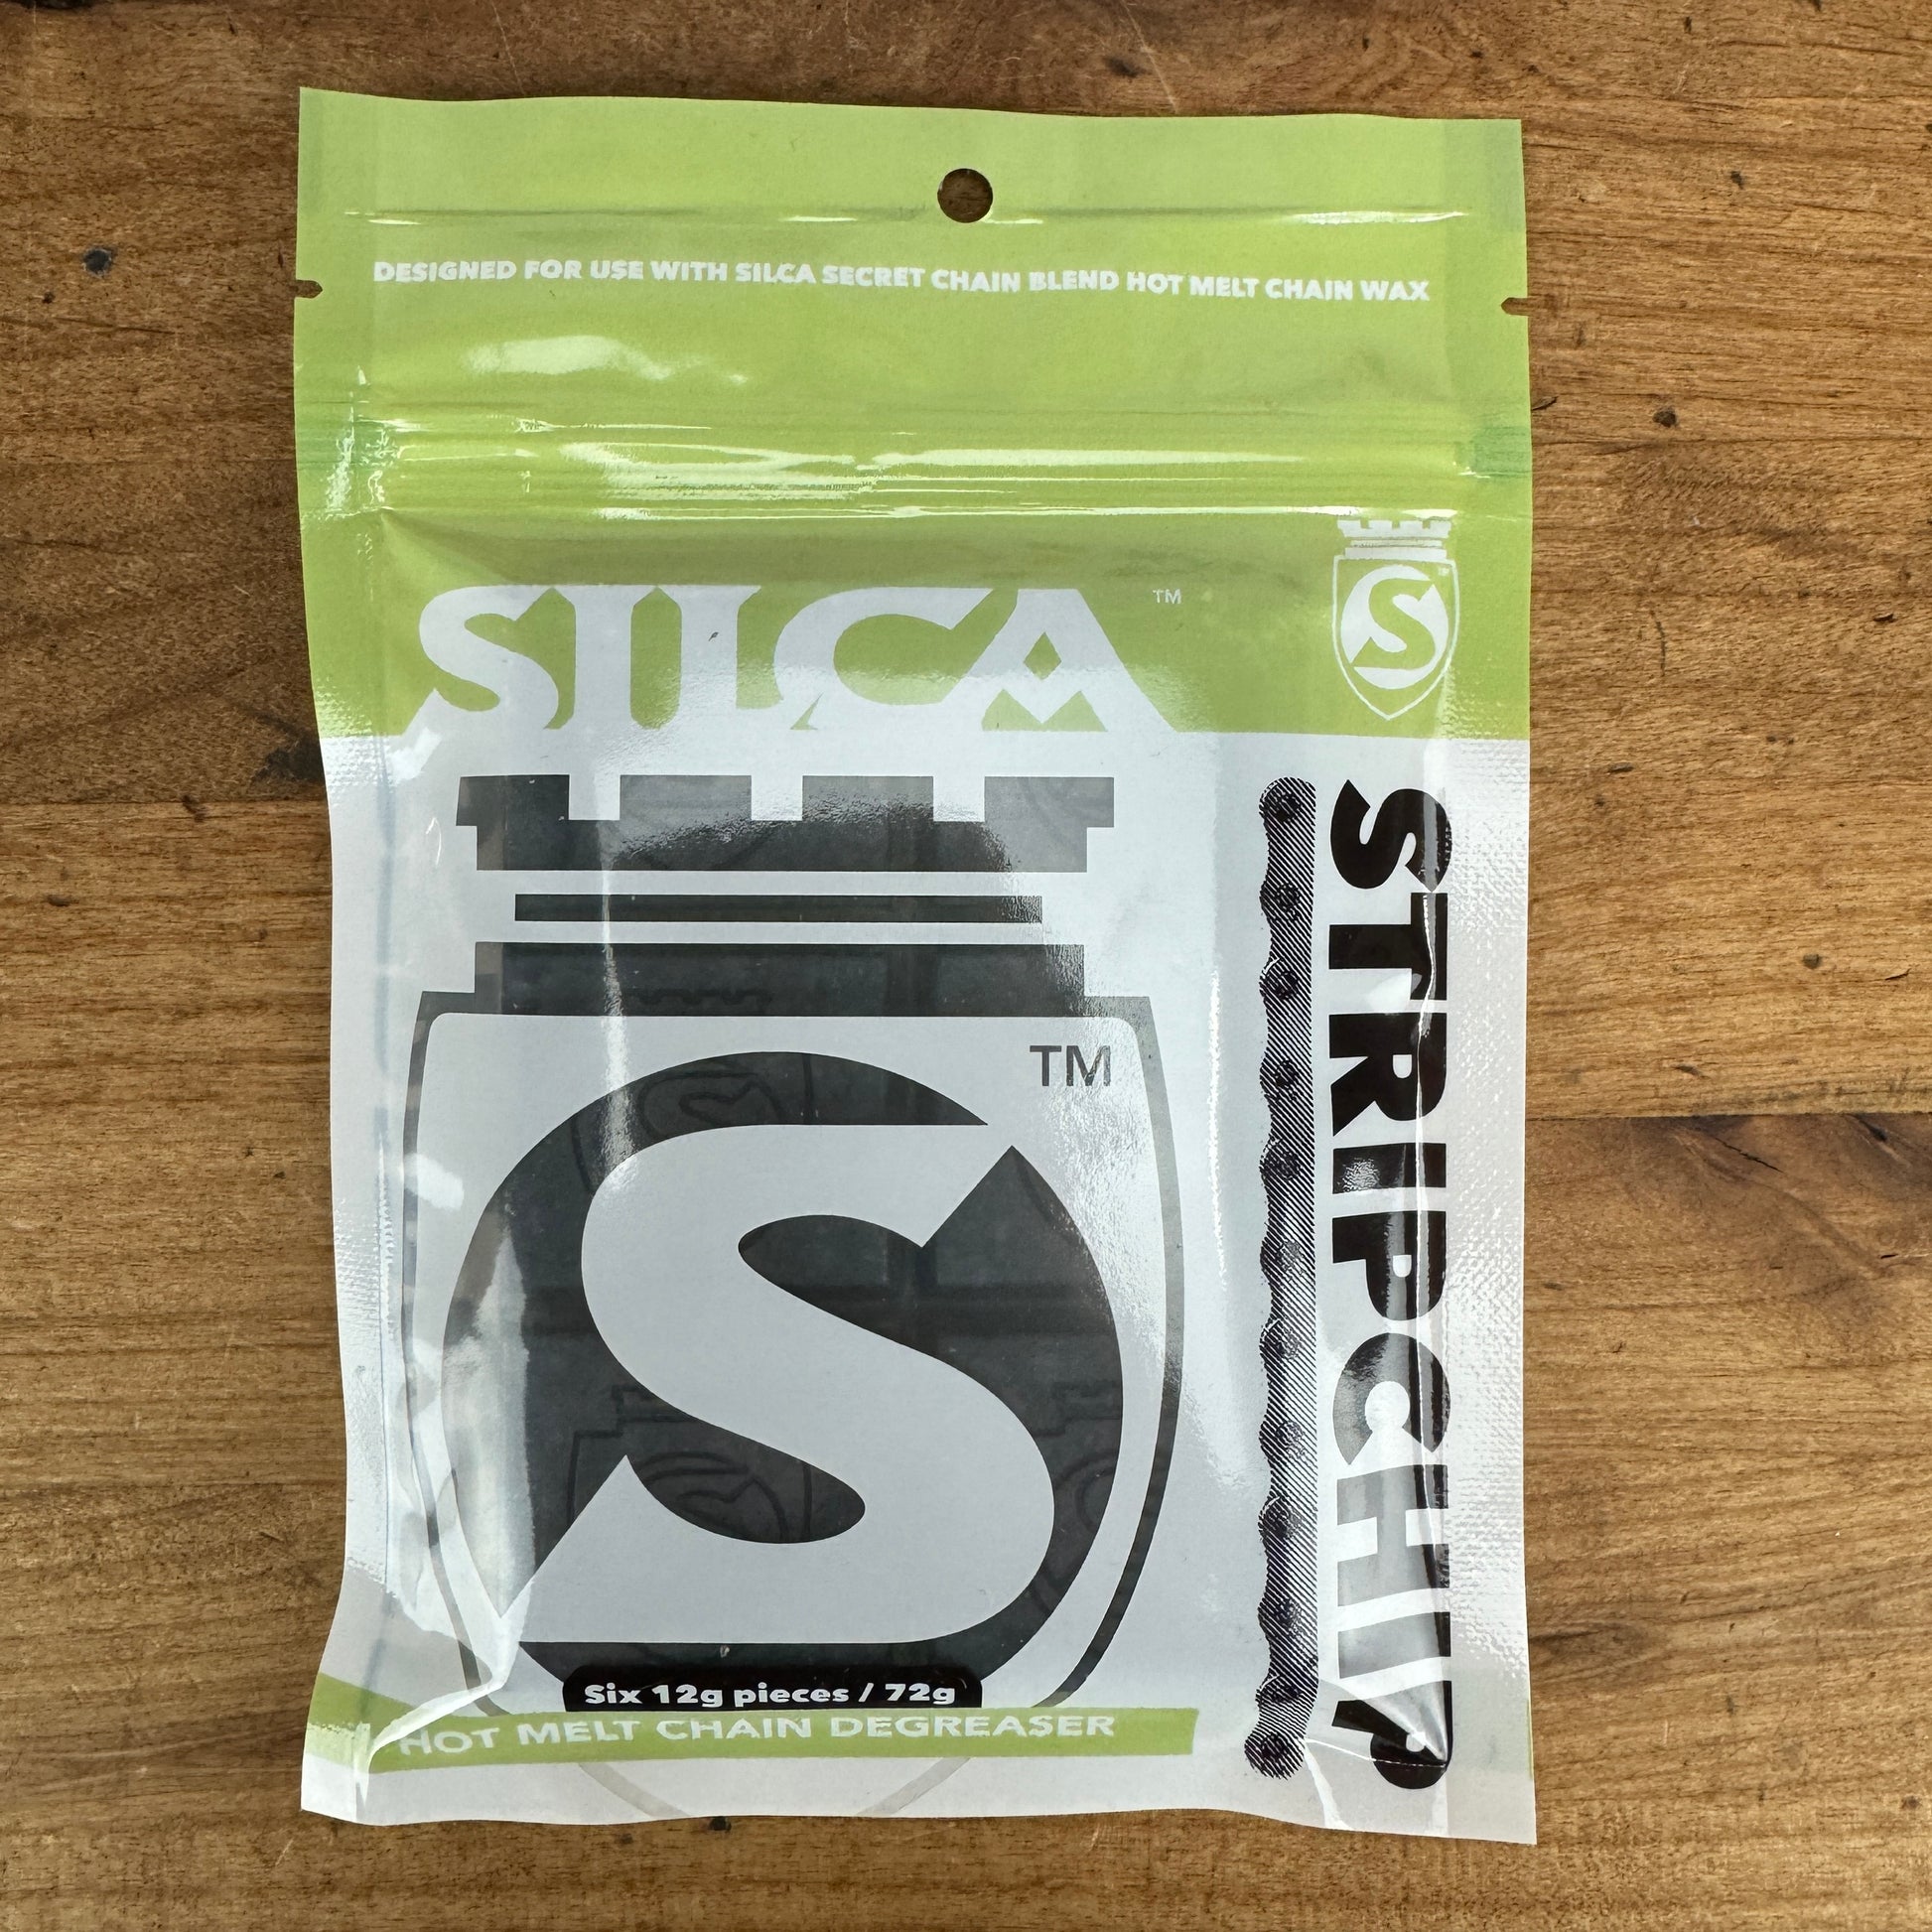 DESIGNED FOR USE WITH SILCA SECRET CHAIN BLEND HOT MELT CHAIN WAX
SILCA™
S
STRIPCHIP
TM
S
Six 12g pieces / 72g
HOT MELT CHAIN DEGREASER